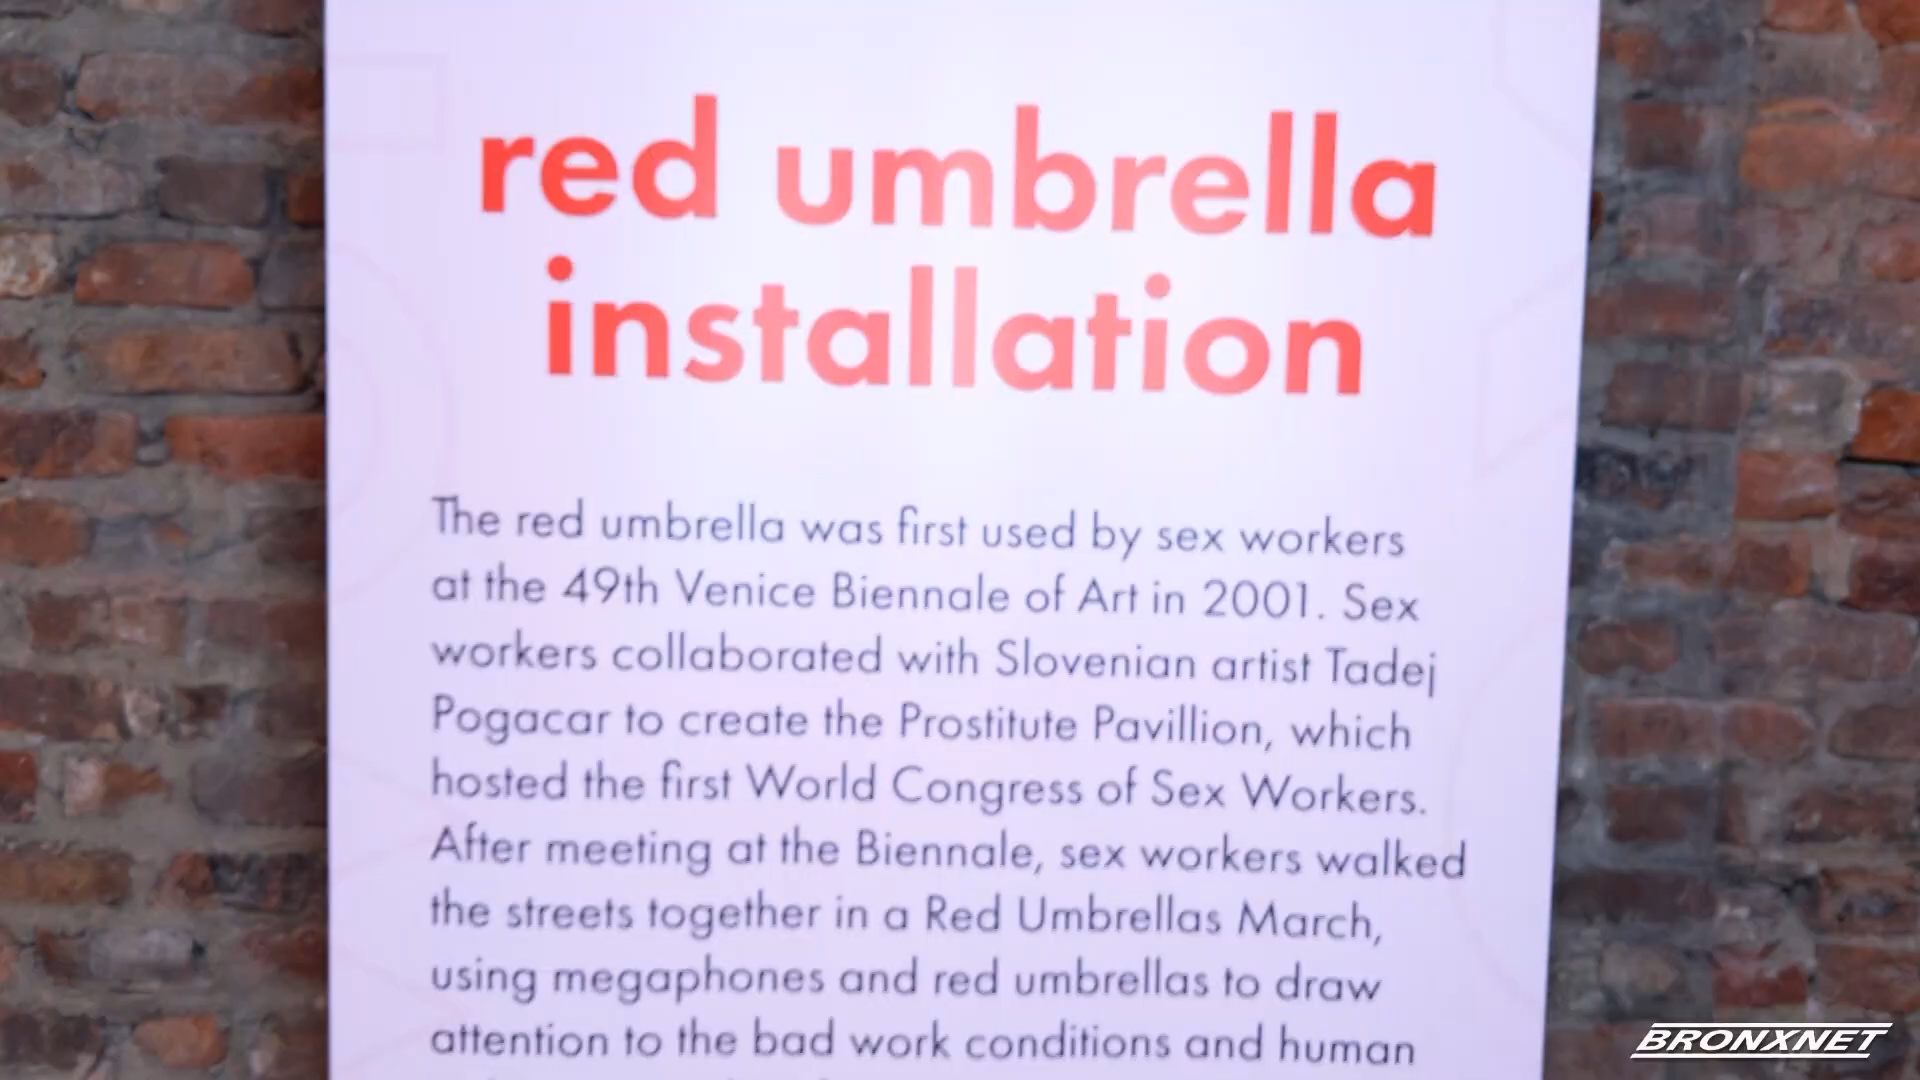 red umbrella
installation
The red umbrella was first used by sex workers
at the 49th Venice Biennale of Art in 2001. Sex
workers collaborated with Slovenian artist Tadej
Pogacar to create the Prostitute Pavillion, which
hosted the first World Congress of Sex Workers.
After meeting at the Biennale, sex workers walked
the streets together in a Red Umbrellas March,
using megaphones and red umbrellas to draw
attention to the bad work conditions and human
BRONXNET